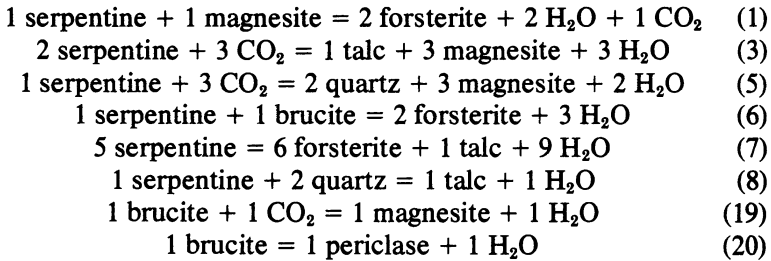 1 serpentine + 1 magnesite = 2 forsterite + 2 H₂O + 1 CO₂ (1)
2 serpentine + 3 CO₂ = 1 talc + 3 magnesite + 3 H₂O (3)
1 serpentine + 3 CO₂ = 2 quartz + 3 magnesite + 2 H₂O (5)
1 serpentine + 1 brucite = 2 forsterite + 3 H₂O (6)
5 serpentine = 6 forsterite + 1 talc + 9 H₂O (7)
1 serpentine + 2 quartz = 1 talc + 1 H₂O (8)
1 brucite + 1 CO₂ = 1 magnesite + 1 H₂O (19)
1 brucite = 1 periclase + 1 H₂O (20)